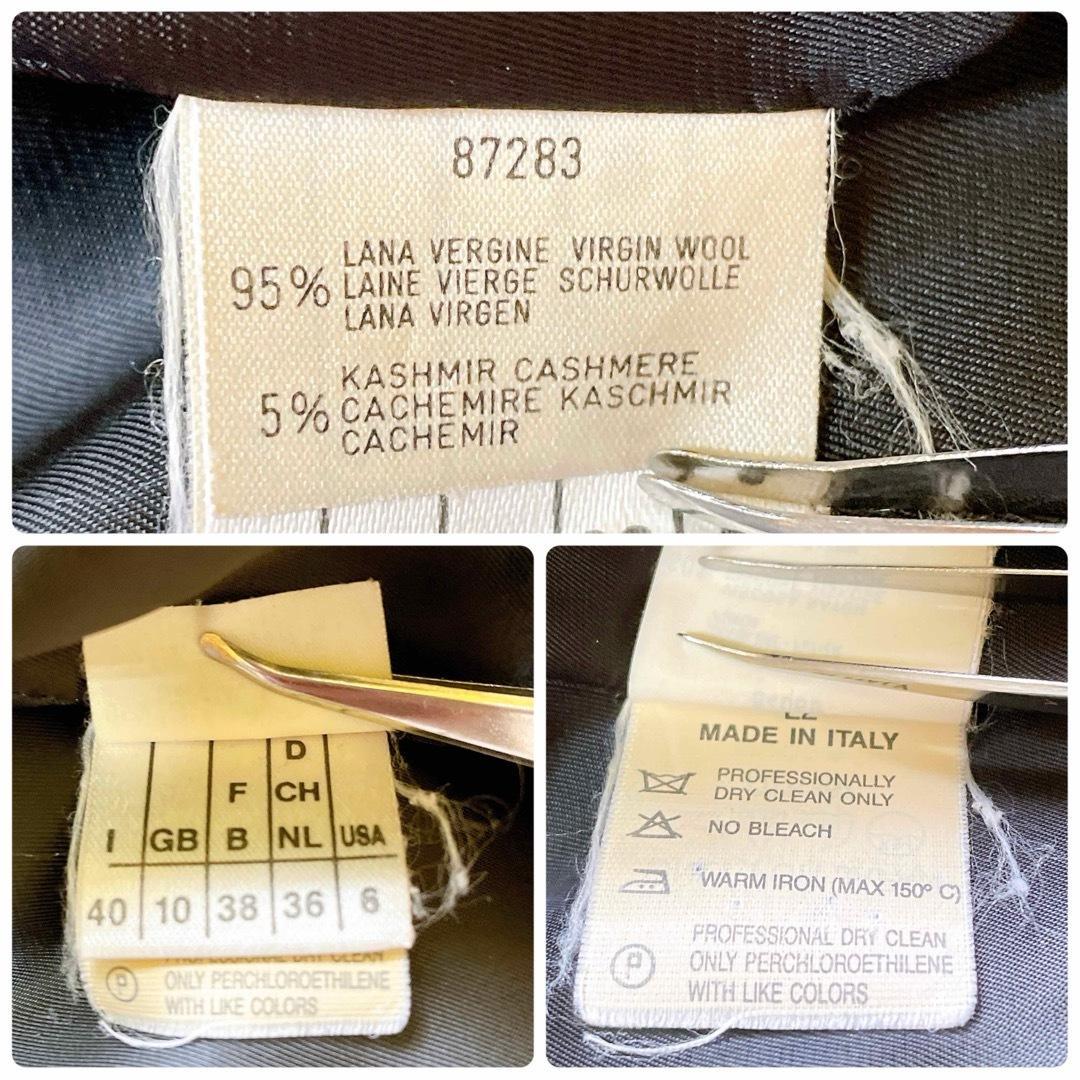 87283
95% LANA VERGINE VIRGIN WOOL
LAINE VIERGE SCHURWOLLE
LANA VIRGEN
5% KASHMIR CASHMERE
CACHEMIRE KASCHMIR
CACHEMIR
D
F CH
I GB B NL USA
40 10 38 36 6
ONLY PERCHLOROETHILENE
WITH LIKE COLORS
MADE IN ITALY
PROFESSIONALLY
DRY CLEAN ONLY
NO BLEACH
WARM IRON (MAX 150º C)
PROFESSIONAL DRY CLEAN
P ONLY PERCHLOROETHILENE
WITH LIKE COLORS